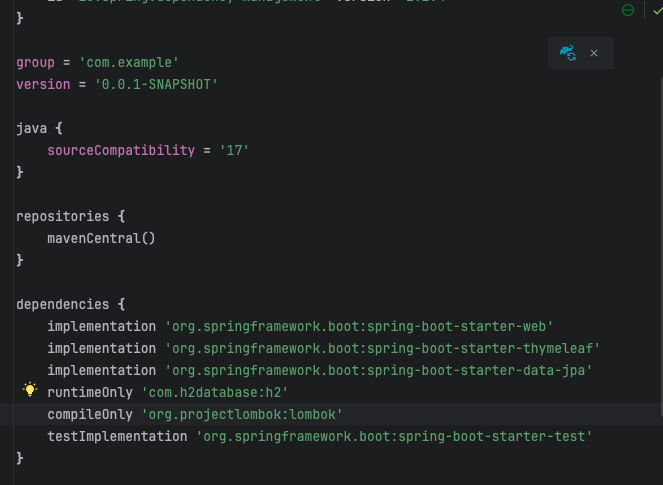 }
group = 'com.example'
version = '0.0.1-SNAPSHOT'
java {
    sourceCompatibility = '17'
}
repositories {
    mavenCentral()
}
dependencies {
    implementation 'org.springframework.boot:spring-boot-starter-web'
    implementation 'org.springframework.boot:spring-boot-starter-thymeleaf'
    implementation 'org.springframework.boot:spring-boot-starter-data-jpa'
    runtimeOnly 'com.h2database:h2'
    compileOnly 'org.projectlombok:lombok'
    testImplementation 'org.springframework.boot:spring-boot-starter-test'
}